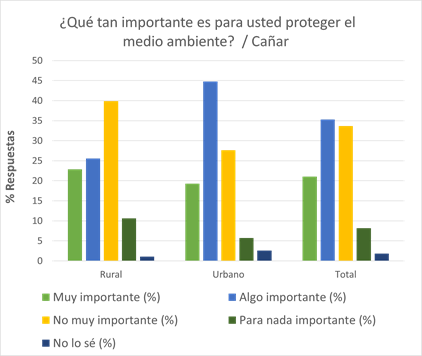 ¿Qué tan importante es para usted proteger el
medio ambiente?  / Cañar
% Respuestas
50
45
40
35
30
25
20
15
10
5
0
Rural Urbano Total
Muy importante (%) Algo importante (%)
No muy importante (%) Para nada importante (%)
No lo sé (%)